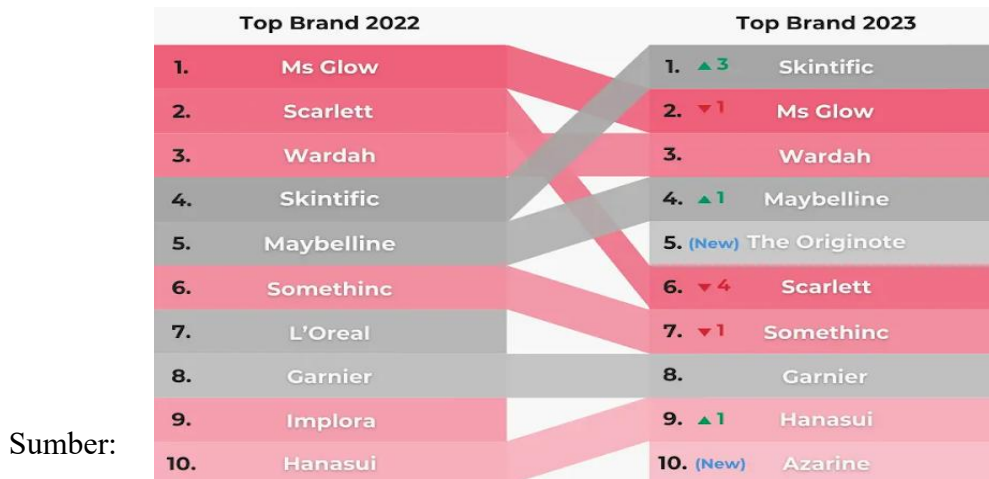 Top Brand 2022
1. Ms Glow
2. Scarlett
3. Wardah
4. Skintific
5. Maybelline
6. Somethinc
7. L'Oreal
8. Garnier
9. Implora
10. Hanasui
Top Brand 2023
1. ▲3 Skintific
2. ▼1 Ms Glow
3. Wardah
4. ▲1 Maybelline
5. (New) The Originote
6. ▼4 Scarlett
7. ▼1 Somethinc
8. Garnier
9. ▲1 Hanasui
10. (New) Azarine
Sumber: